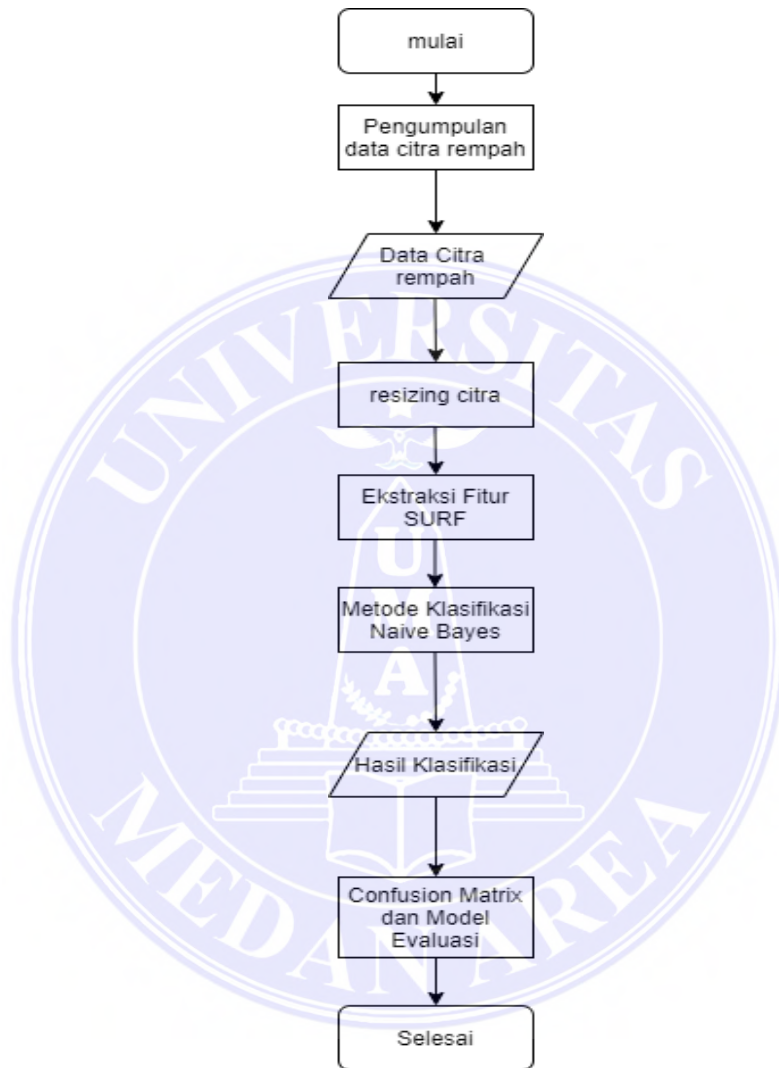 mulai
Pengumpulan
data citra rempah
Data Citra
rempah
resizing citra
Ekstraksi Fitur
SURF
Metode Klasifikasi
Naive Bayes
Hasil Klasifikasi
Confusion Matrix
dan Model
Evaluasi
Selesai
UNIVERSITAS
UMA
MEDAN AREA